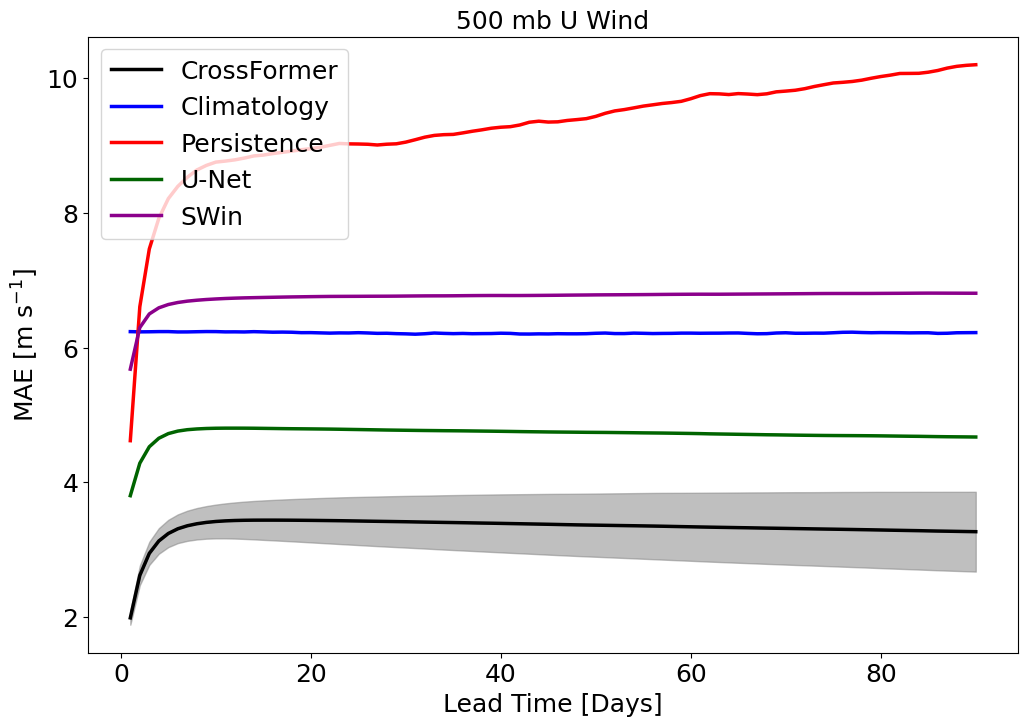 500 mb U Wind
CrossFormer
Climatology
Persistence
U-Net
SWin
10
8
6
4
2
MAE [m s⁻¹]
0 20 40 60 80
Lead Time [Days]